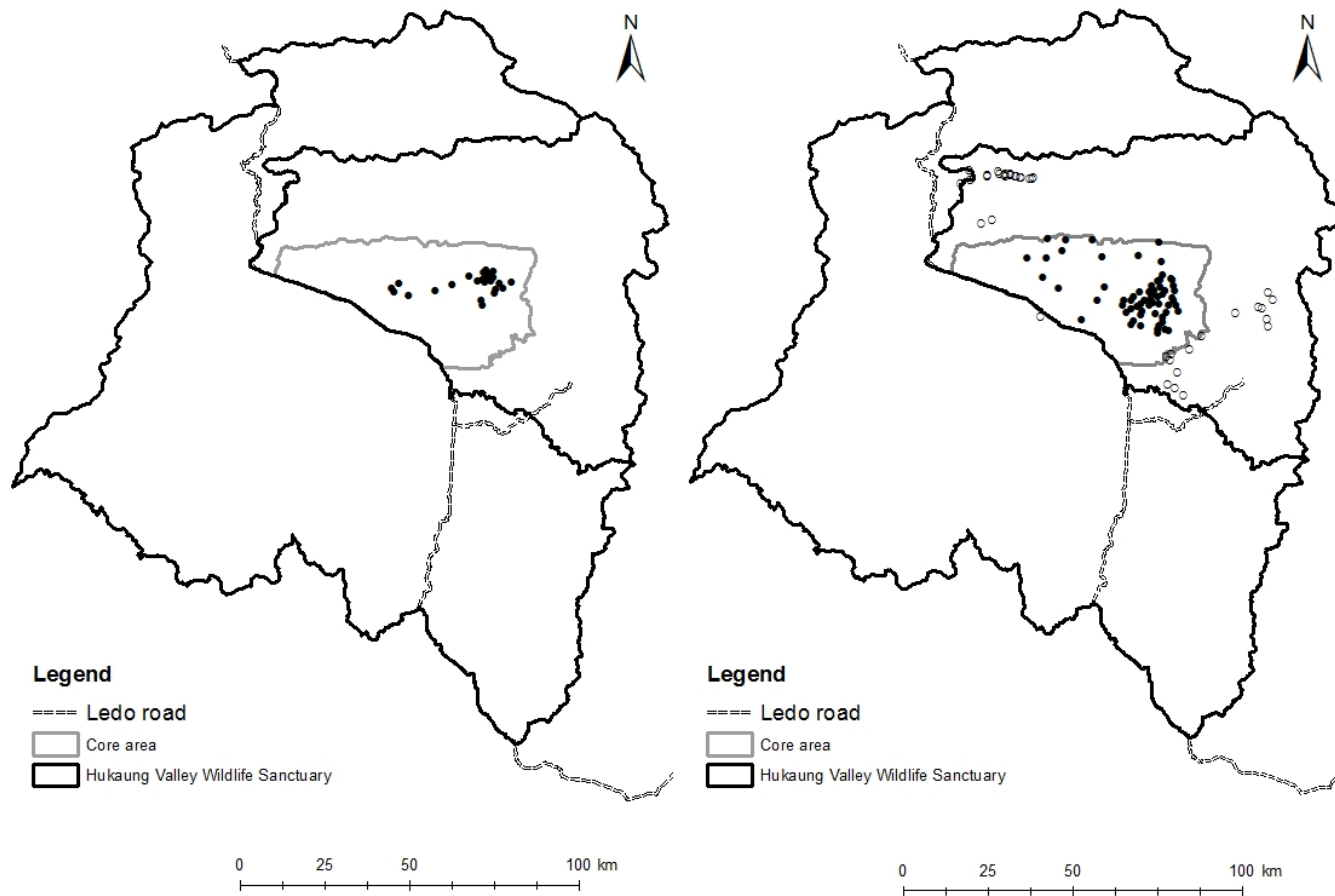 N
Legend
Ledo road
Core area
Hukaung Valley Wildlife Sanctuary
0 25 50 100 km
N
Legend
Ledo road
Core area
Hukaung Valley Wildlife Sanctuary
0 25 50 100 km